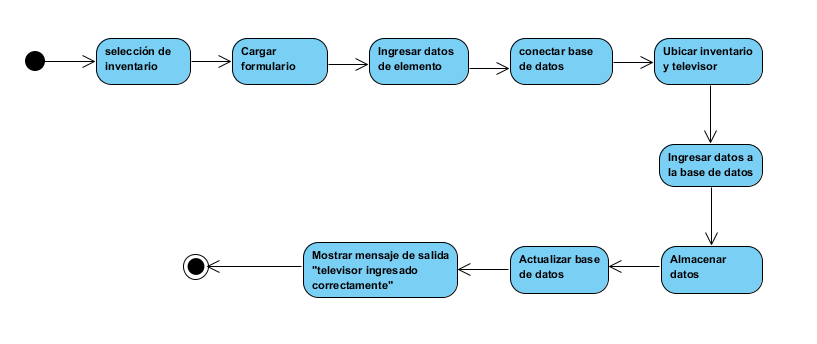 selección de
inventario
Cargar
formulario
Ingresar datos
de elemento
conectar base
de datos
Ubicar inventario
y televisor
Ingresar datos a
la base de datos
Almacenar
datos
Actualizar base
de datos
Mostrar mensaje de salida
"televisor ingresado
correctamente"